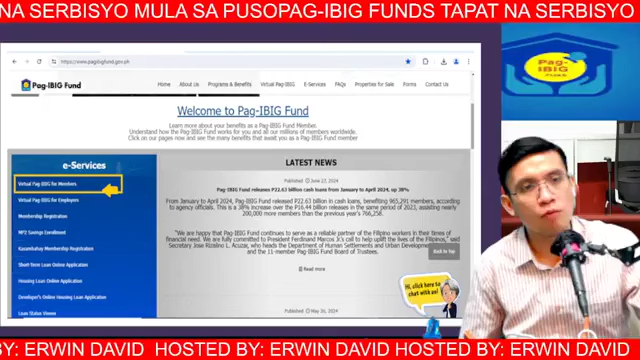 NA SERBISYO MULA SA PUSOPAG-IBIG FUNDS TAPAT NA SERBISYO
https://www.pagibigfund.gov.ph
Pag-IBIG Fund
Home About Us Programs & Benefits Virtual Pag-IBIG E-Services FAQs Properties for Sale Forms Contact Us
Welcome to Pag-IBIG Fund
Learn more about your benefits as a Pag-IBIG Fund Member.
Understand how the Pag-IBIG Fund works for you and all our millions of members worldwide.
Click on our pages now and see the many benefits that await you as a Pag-IBIG Fund member
e-Services
Virtual Pag-IBIG for Members
Virtual Pag-IBIG for Employers
Membership Registration
MP2 Savings Enrollment
Kasambahay Membership Registration
Short-Term Loan Online Application
Housing Loan Online Application
Developer's Online Housing Loan Application
Loan Status Viewer
LATEST NEWS
Published June 27, 2024
Pag-IBIG Fund releases P22.63 billion cash loans from January to April 2024, up 38%
From January to April 2024, Pag-IBIG Fund released P22.63 billion in cash loans, benefiting 965,291 members, according
to agency officials. This is a 38% increase over the P16.44 billion releases in the same period of 2023, assisting nearly
200,000 more members than the previous year's 766,258.
"We are happy that Pag-IBIG Fund continues to serve as a reliable partner of the Filipino workers in their times of
financial need. We are fully committed to President Ferdinand Marcos Jr.'s call to help uplift the lives of the Filipinos," said
Secretary Jose Rizalino L. Acuzar, who heads the Department of Human Settlements and Urban
and the 11-member Pag-IBIG Fund Board of Trustees.
Read more
Back to Top
Published May 30, 2024
Hi, click here to
chat with us!
Pag-
IBIG
FUND
BY: ERWIN DAVID HOSTED BY: ERWIN DAVID HOSTED BY: ERWIN DAVID